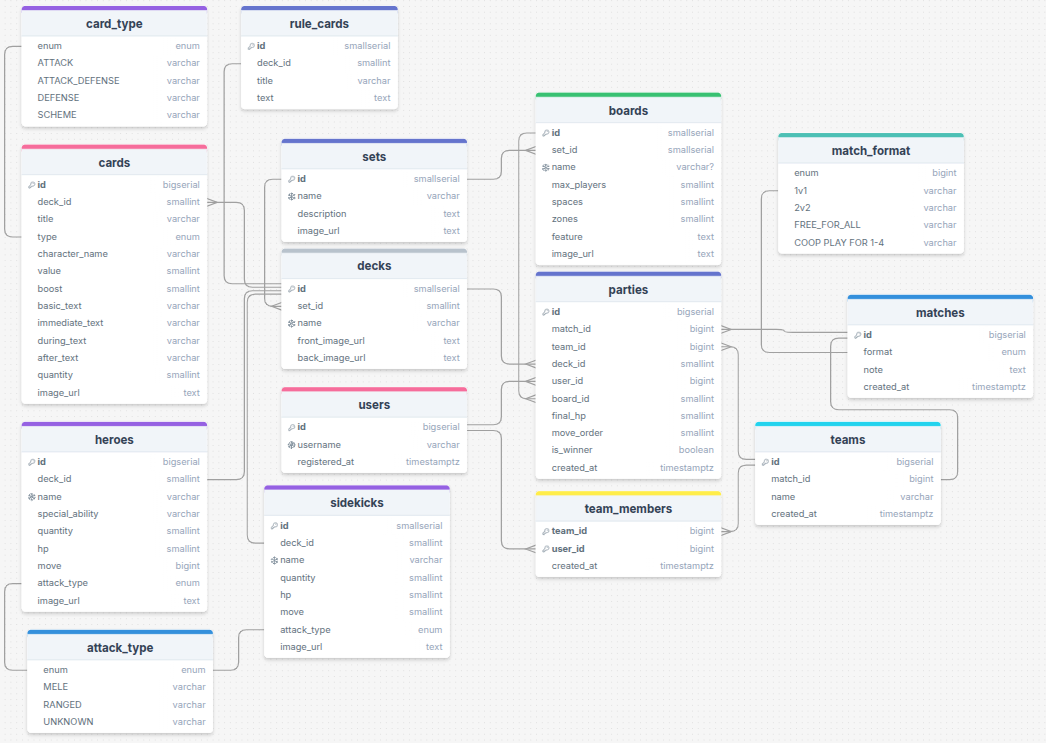 card_type
enum enum
ATTACK varchar
ATTACK_DEFENSE varchar
DEFENSE varchar
SCHEME varchar
rule_cards
id smallserial
deck_id smallint
title varchar
text text
cards
id bigserial
deck_id smallint
title varchar
type enum
character_name varchar
value smallint
boost smallint
basic_text varchar
immediate_text varchar
during_text varchar
after_text varchar
quantity smallint
image_url text
sets
id smallserial
name varchar
description text
image_url text
decks
id smallserial
set_id smallint
name varchar
front_image_url text
back_image_url text
users
id bigserial
username varchar
registered_at timestamptz
heroes
id bigserial
deck_id smallint
name varchar
special_ability varchar
quantity smallint
hp smallint
move bigint
attack_type enum
image_url text
sidekicks
id smallserial
deck_id smallint
name varchar
quantity smallint
hp smallint
move smallint
attack_type enum
image_url text
attack_type
enum enum
MELE varchar
RANGED varchar
UNKNOWN varchar
boards
id smallserial
set_id smallserial
name varchar?
max_players smallint
spaces smallint
zones smallint
feature text
image_url text
parties
id bigserial
match_id bigint
team_id bigint
deck_id smallint
user_id bigint
board_id smallint
final_hp smallint
move_order smallint
is_winner boolean
created_at timestamptz
team_members
team_id bigint
user_id bigint
created_at timestamptz
match_format
enum bigint
1v1 varchar
2v2 varchar
FREE_FOR_ALL varchar
COOP PLAY FOR 1-4 varchar
matches
id bigserial
format enum
note text
created_at timestamptz
teams
id bigserial
match_id bigint
name varchar
created_at timestamptz